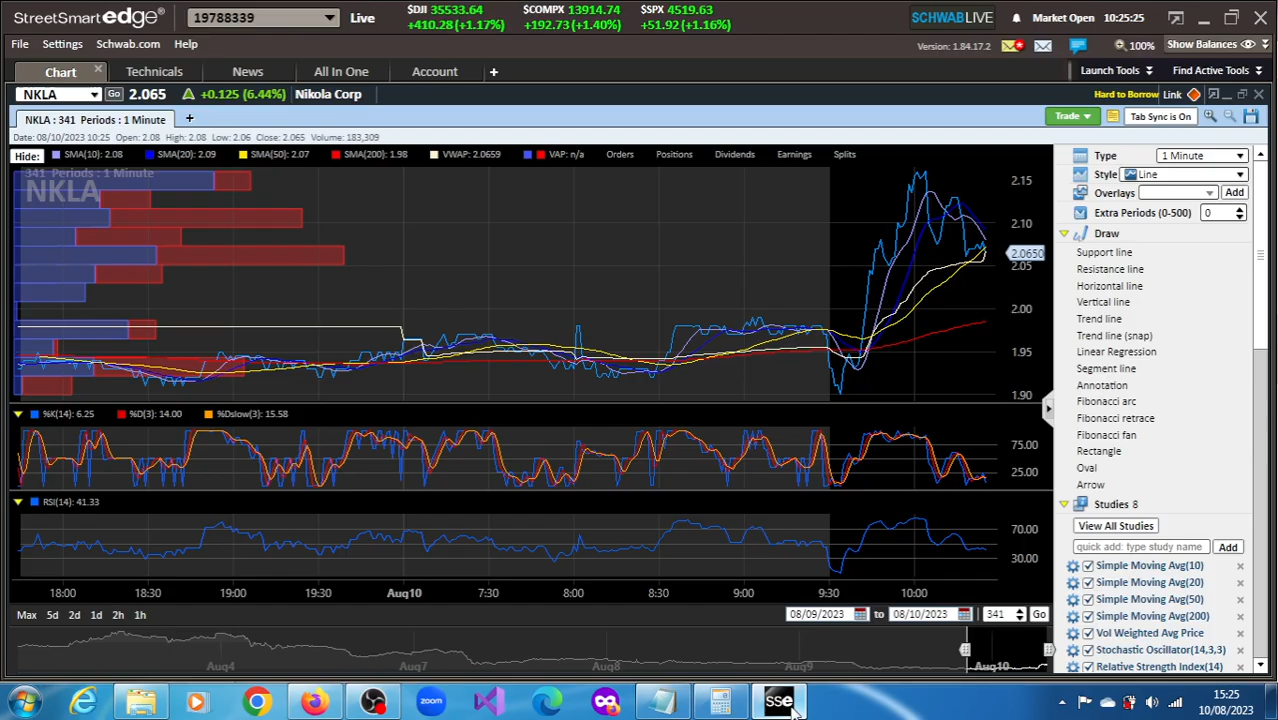 StreetSmart edge 19788339 Live $DJI 35533.64 +410.28 (+1.17%) $COMPX 13914.74 +192.73 (+1.40%) $SPX 4519.63 +51.92 (+1.16%) SCHWABLIVE Market Open 10:25:25
File Settings Schwab.com Help Version: 1.84.17.2 100% Show Balances
Chart Technicals News All In One Account + Launch Tools Find Active Tools
NKLA Go 2.065 +0.125 (6.44%) Nikola Corp Hard to Borrow Link
NKLA : 341 Periods : 1 Minute + Trade Tab Sync is On
Date: 08/10/2023 10:25 Open: 2.08 High: 2.08 Low: 2.06 Close: 2.065 Volume: 183,309
Hide: SMA(10): 2.08 SMA(20): 2.09 SMA(50): 2.07 SMA(200): 1.98 VWAP: 2.0659 VAP: n/a Orders Positions Dividends Earnings Splits
341 Periods : 1 Minute
NKLA
2.15
2.10
2.0650
2.05
2.00
1.95
1.90
%K(14): 6.25 %D(3): 14.00 %Dslow(3): 15.58
75.00
25.00
RSI(14): 41.33
70.00
30.00
18:00 18:30 19:00 19:30 Aug10 7:30 8:00 8:30 9:00 9:30 10:00
Max 5d 2d 1d 2h 1h 08/09/2023 to 08/10/2023 341 Go
Aug4 Aug7 Aug8 Aug9 Aug10
Type 1 Minute
Style Line
Overlays Add
Extra Periods (0-500) 0
Draw
Support line
Resistance line
Horizontal line
Vertical line
Trend line
Trend line (snap)
Linear Regression
Segment line
Annotation
Fibonacci arc
Fibonacci retrace
Fibonacci fan
Rectangle
Oval
Arrow
Studies 8
View All Studies
quick add: type study name Add
Simple Moving Avg(10)
Simple Moving Avg(20)
Simple Moving Avg(50)
Simple Moving Avg(200)
Vol Weighted Avg Price
Stochastic Oscillator(14,3,3)
Relative Strength Index(14)
zoom SSe
15:25
10/08/2023